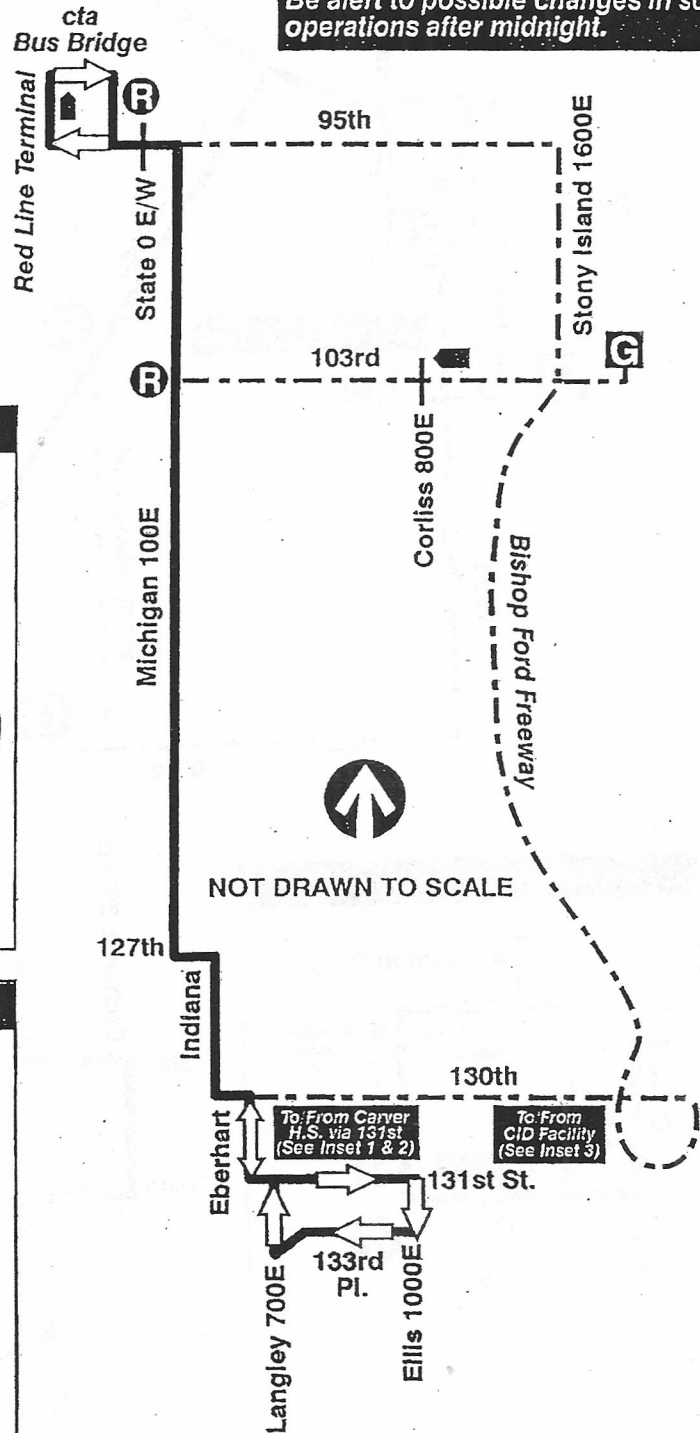 Be alert to possible changes in
operations after midnight.
cta
Bus Bridge
R
Red Line Terminal
State 0 E/W
95th
Stony Island 1600E
R
103rd
G
Corliss 800E
Michigan 100E
Bishop Ford Freeway
NOT DRAWN TO SCALE
127th
Indiana
130th
Eberhart
To/From Carver
H.S. via 131st
(See Inset 1 & 2)
To/From
CID Facility
(See Inset 3)
131st St.
133rd
Pl.
Langley 700E
Ellis 1000E